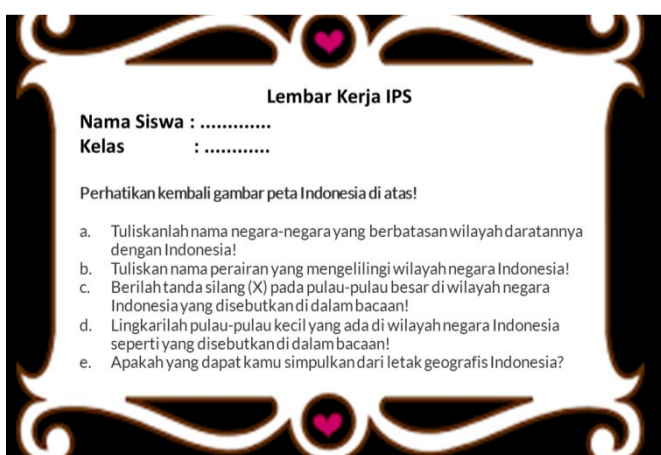 Lembar Kerja IPS
Nama Siswa : .............
Kelas : ............
Perhatikan kembali gambar peta Indonesia di atas!
a. Tuliskanlah nama negara-negara yang berbatasan wilayah daratannya
dengan Indonesia!
b. Tuliskan nama perairan yang mengelilingi wilayah negara Indonesia!
c. Berilah tanda silang (X) pada pulau-pulau besar di wilayah negara
Indonesia yang disebutkan di dalam bacaan!
d. Lingkarilah pulau-pulau kecil yang ada di wilayah negara Indonesia
seperti yang disebutkan di dalam bacaan!
e. Apakah yang dapat kamu simpulkan dari letak geografis Indonesia?